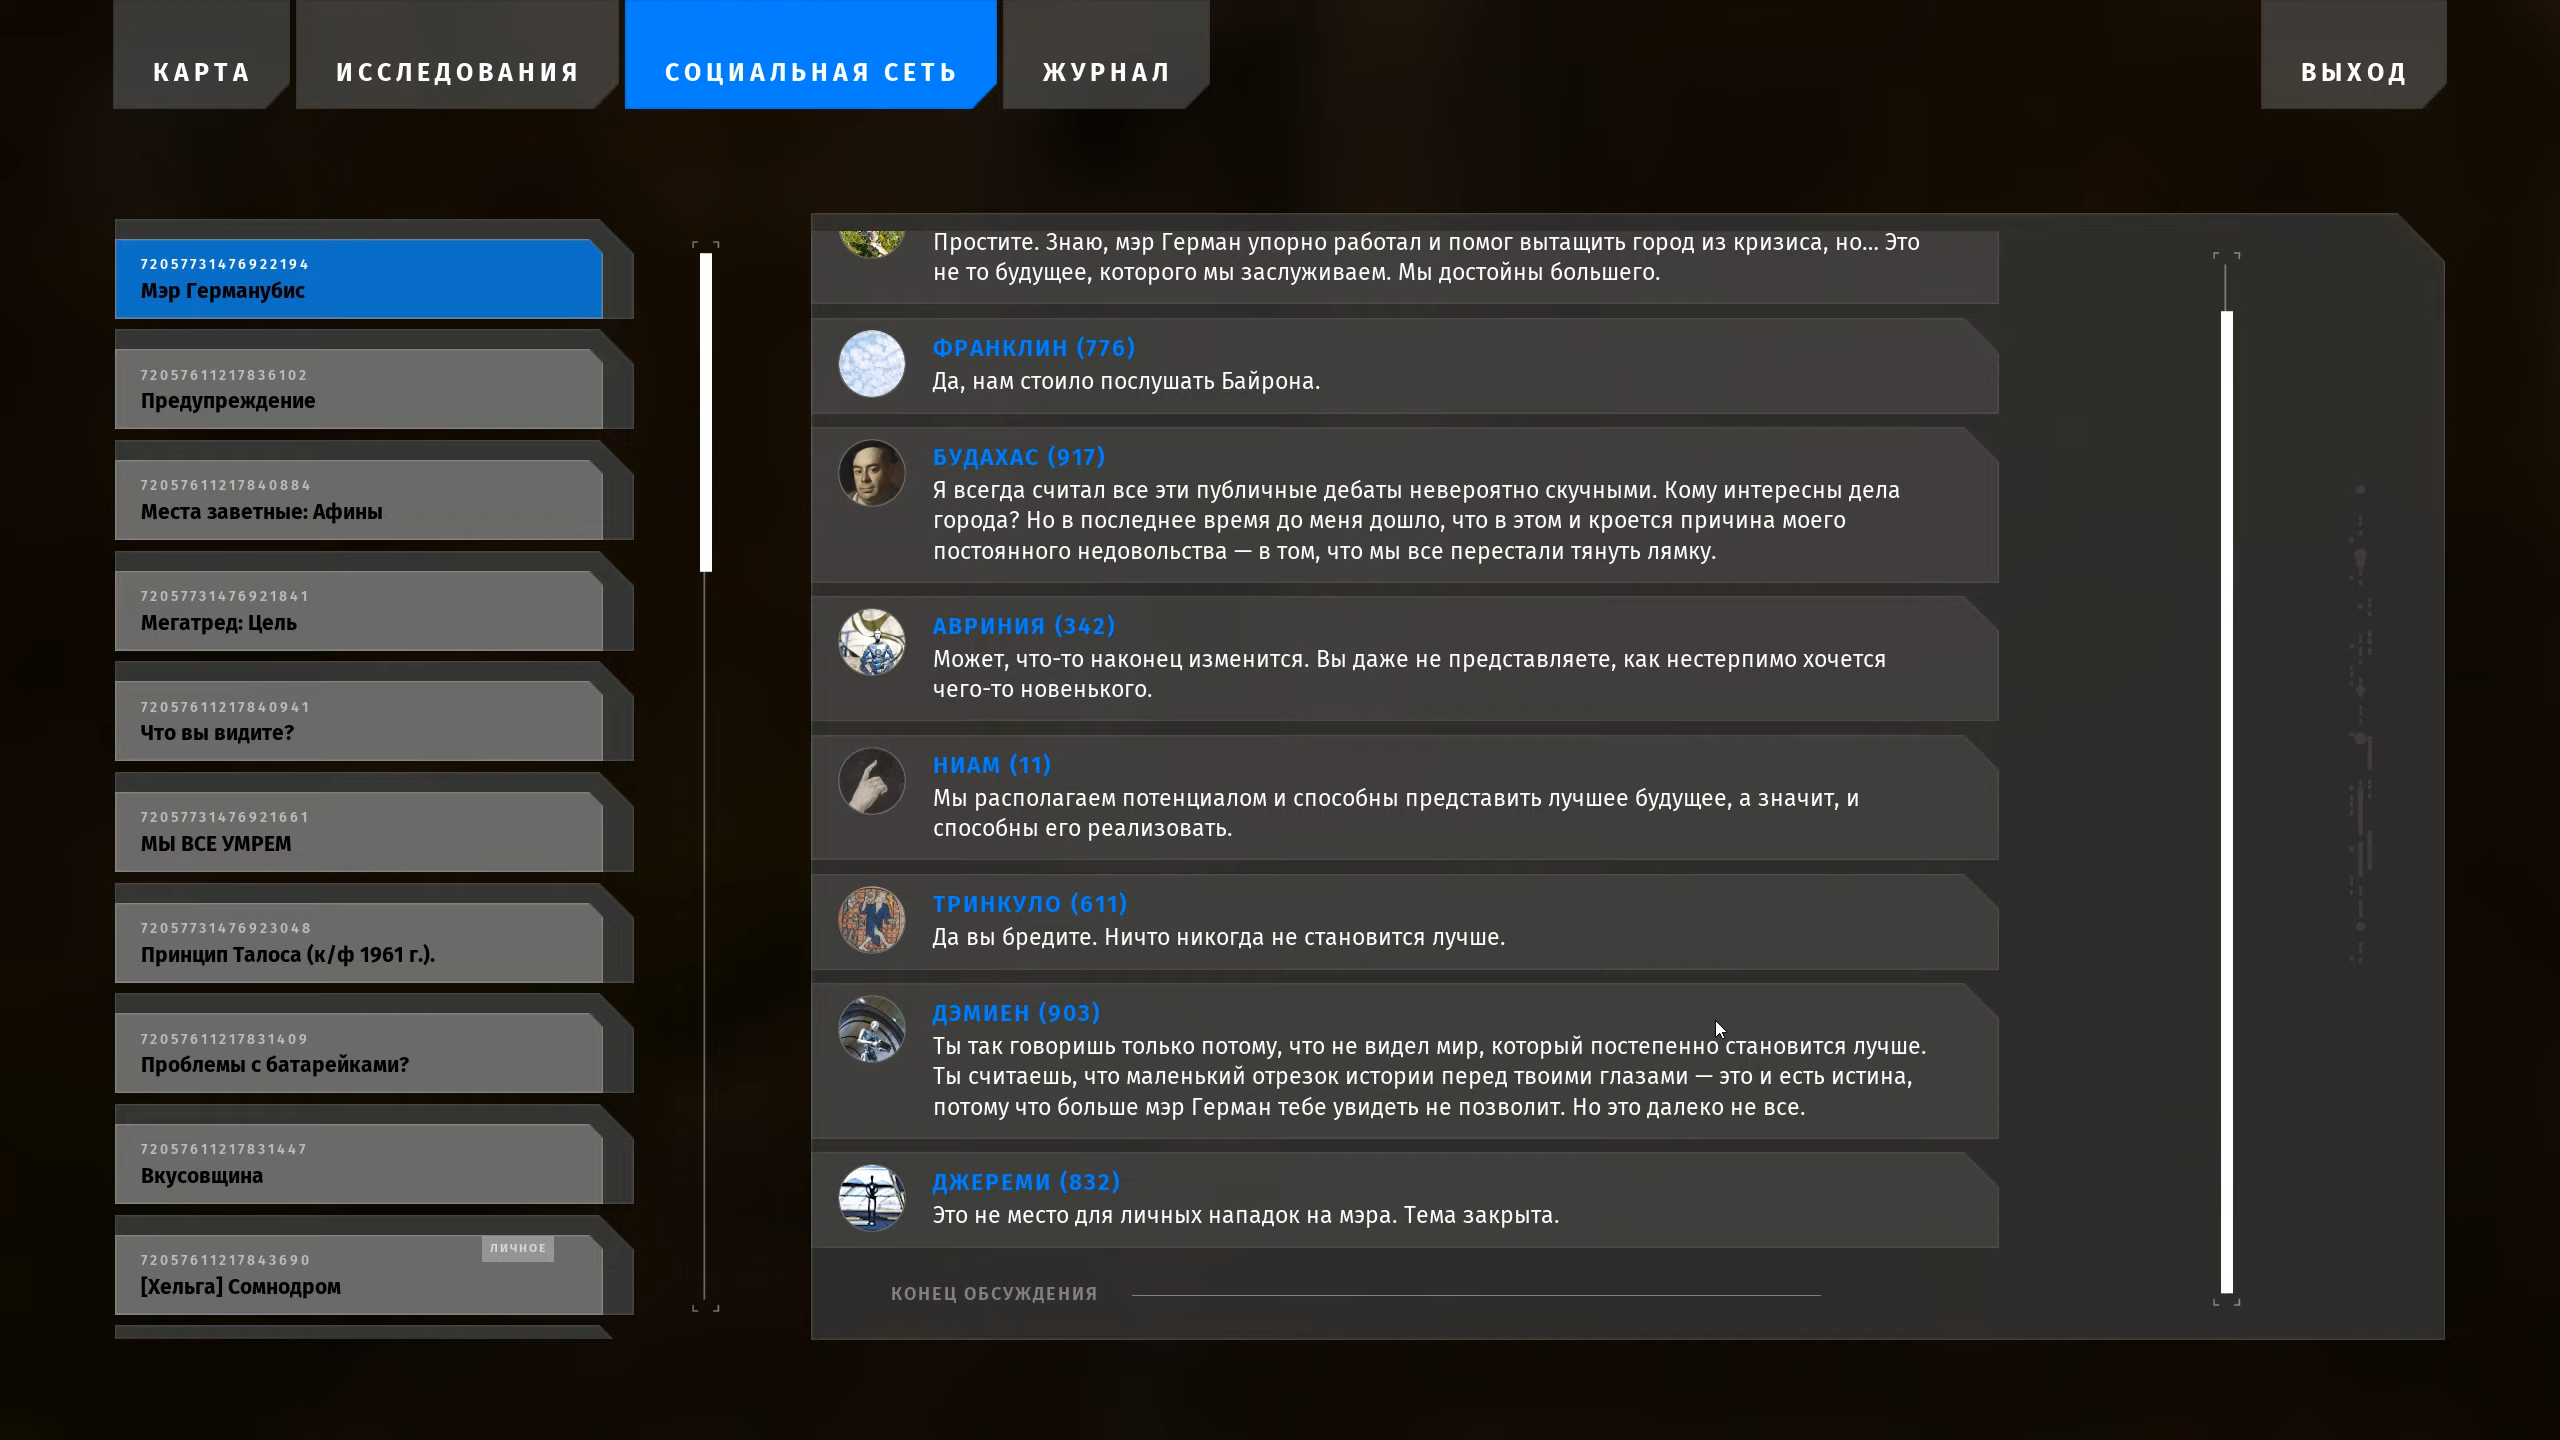 КАРТА
ИССЛЕДОВАНИЯ
СОЦИАЛЬНАЯ СЕТЬ
ЖУРНАЛ
ВЫХОД
72057731476922194
Мэр Германубис
72057611217836102
Предупреждение
72057611217840884
Места заветные: Афины
72057731476921841
Мегатред: Цель
72057611217840941
Что вы видите?
72057731476921661
МЫ ВСЕ УМРЕМ
72057731476923048
Принцип Талоса (к/ф 1961 г.).
72057611217831409
Проблемы с батарейками?
72057611217831447
Вкусовщина
ЛИЧНОЕ
72057611217843690
[Хельга] Сомнодром
Простите. Знаю, мэр Герман упорно работал и помог вытащить город из кризиса, но... Это
не то будущее, которого мы заслуживаем. Мы достойны большего.
ФРАНКЛИН (776)
Да, нам стоило послушать Байрона.
БУДАХАС (917)
Я всегда считал все эти публичные дебаты невероятно скучными. Кому интересны дела
города? Но в последнее время до меня дошло, что в этом и кроется причина моего
постоянного недовольства — в том, что мы все перестали тянуть лямку.
АВРИНИЯ (342)
Может, что-то наконец изменится. Вы даже не представляете, как нестерпимо хочется
чего-то новенького.
НИАМ (11)
Мы располагаем потенциалом и способны представить лучшее будущее, а значит, и
способны его реализовать.
ТРИНКУЛО (611)
Да вы бредите. Ничто никогда не становится лучше.
ДЭМИЕН (903)
Ты так говоришь только потому, что не видел мир, который постепенно становится лучше.
Ты считаешь, что маленький отрезок истории перед твоими глазами — это и есть истина,
потому что больше мэр Герман тебе увидеть не позволит. Но это далеко не все.
ДЖЕРЕМИ (832)
Это не место для личных нападок на мэра. Тема закрыта.
КОНЕЦ ОБСУЖДЕНИЯ